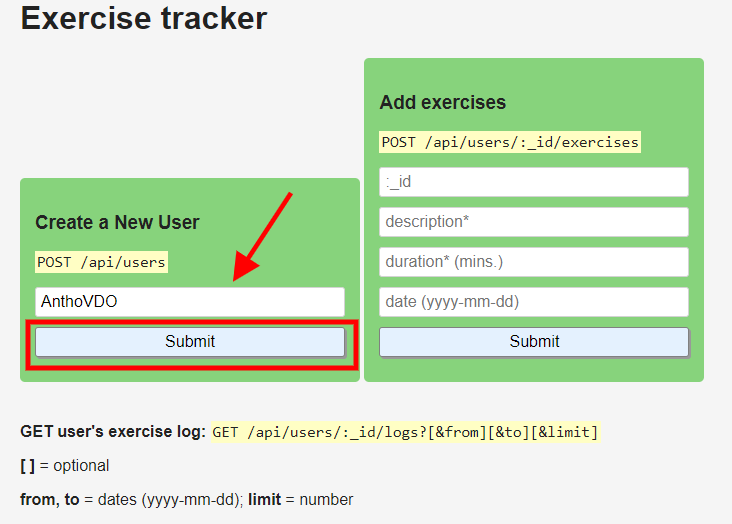 Exercise tracker
Create a New User
POST /api/users
AnthoVDO
Submit
Add exercises
POST /api/users/:_id/exercises
:_id
description*
duration* (mins.)
date (yyyy-mm-dd)
Submit
GET user's exercise log: GET /api/users/:_id/logs?[&from][&to][&limit]
[ ] = optional
from, to = dates (yyyy-mm-dd); limit = number